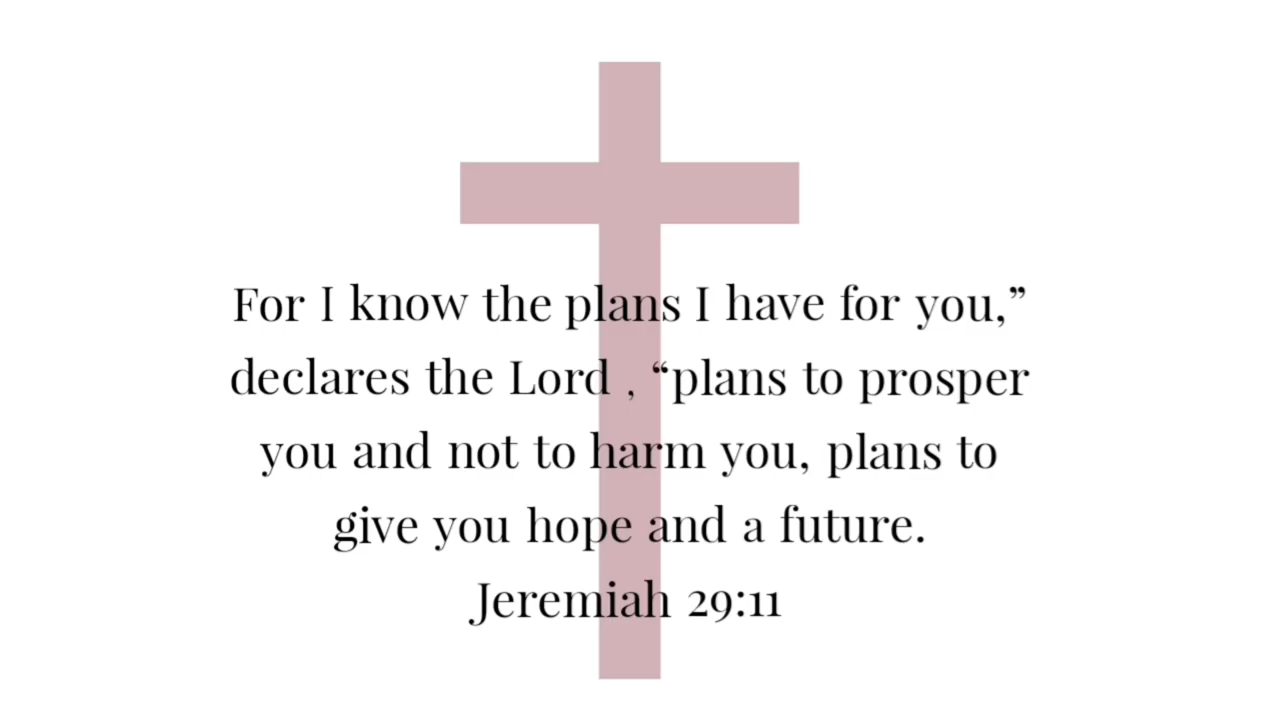 For I know the plans I have for you,”
declares the Lord , “plans to prosper
you and not to harm you, plans to
give you hope and a future.
Jeremiah 29:11